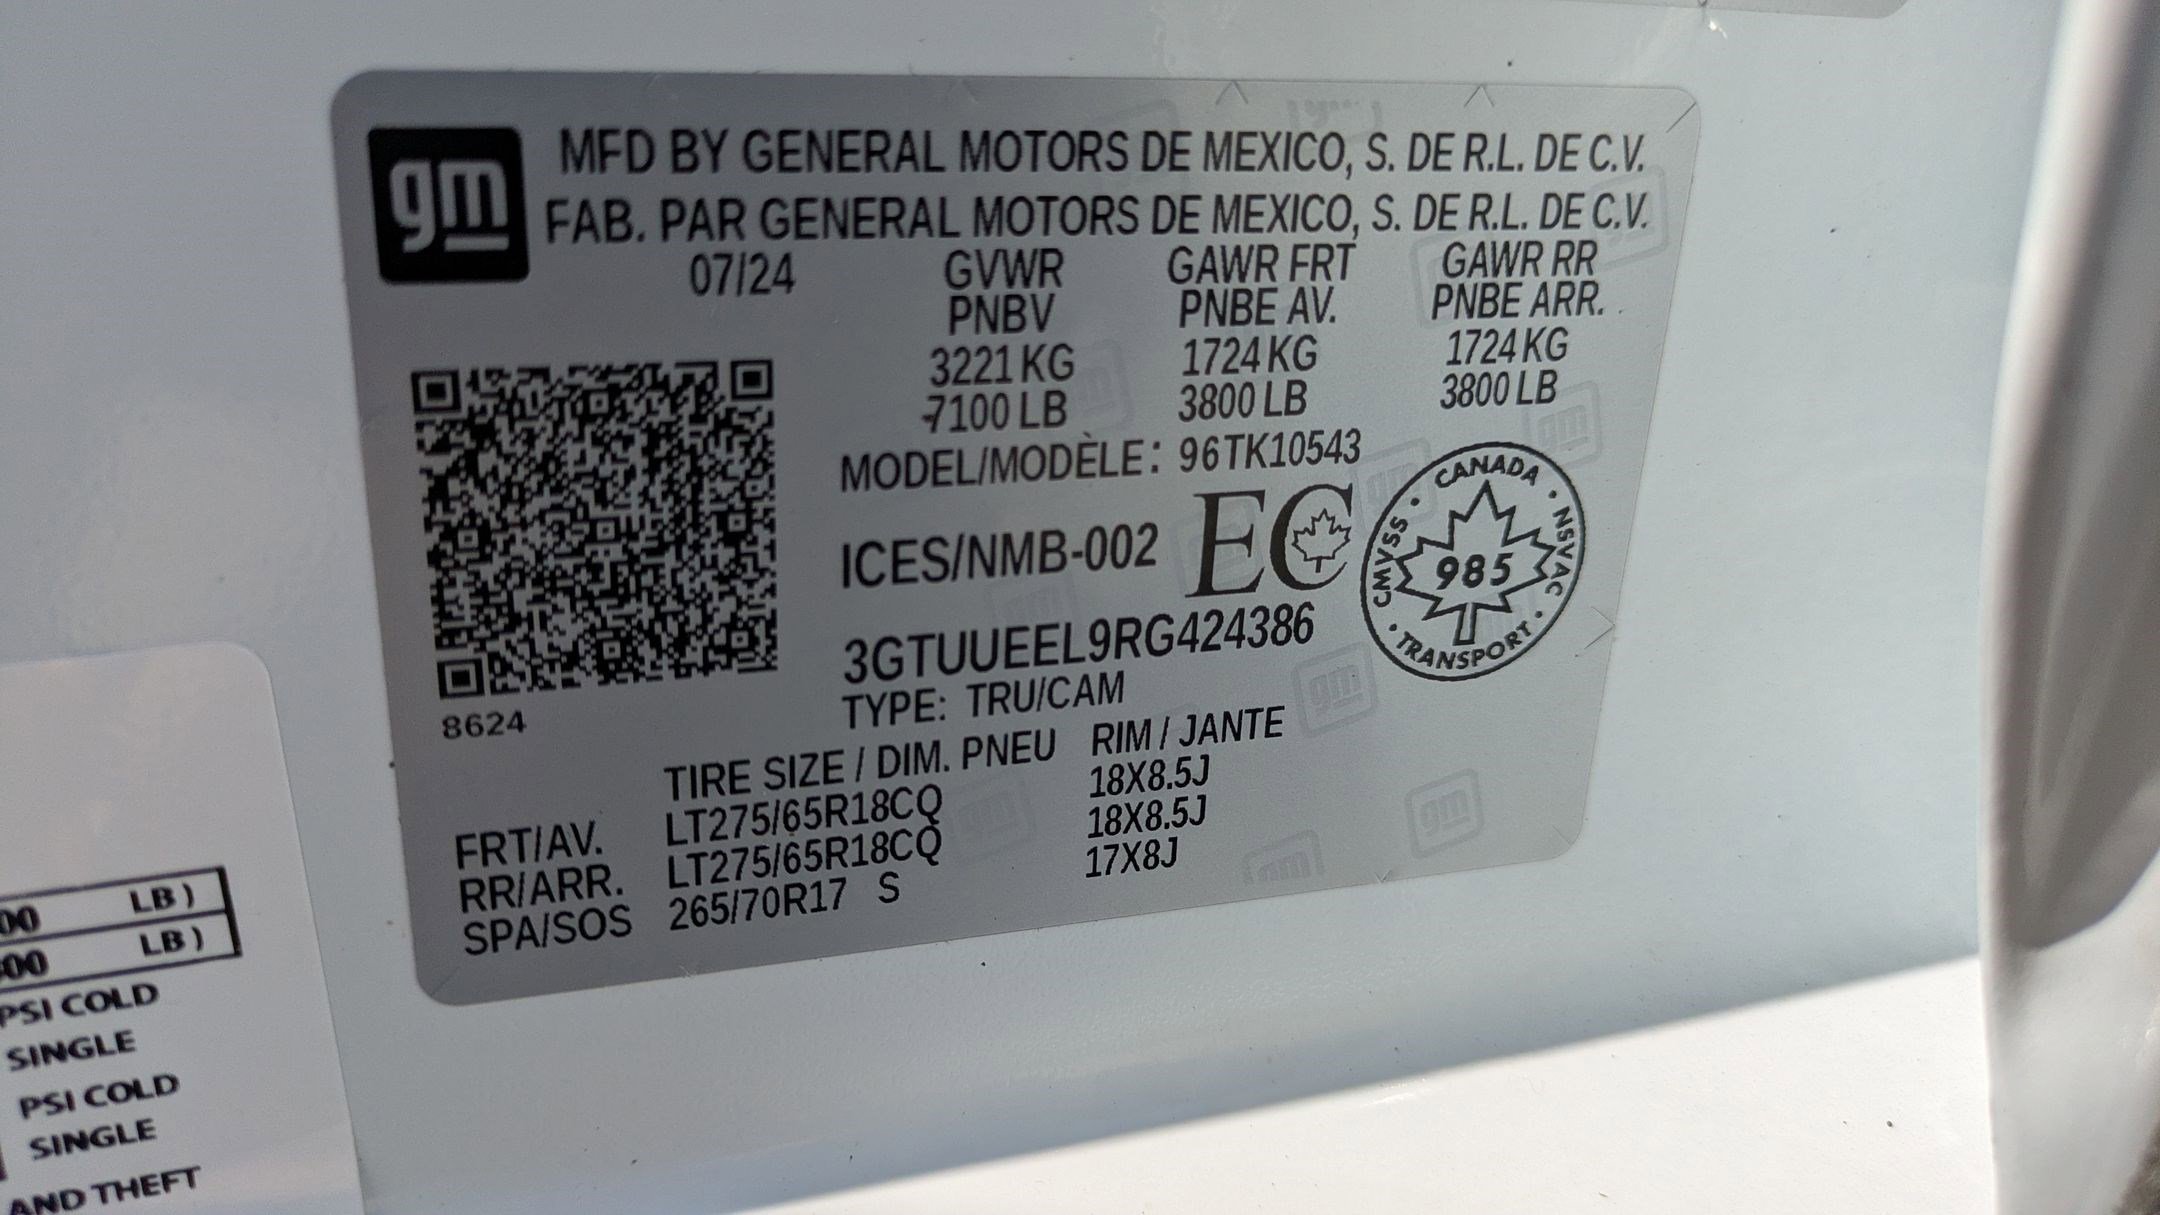 gm
MFD BY GENERAL MOTORS DE MEXICO, S. DE R.L. DE C.V.
FAB. PAR GENERAL MOTORS DE MEXICO, S. DE R.L. DE C.V.
07/24 GVWR GAWR FRT GAWR RR
PNBV PNBE AV. PNBE ARR.
3221 KG 1724 KG 1724 KG
7100 LB 3800 LB 3800 LB
MODEL/MODÈLE: 96TK10543
ICES/NMB-002 EC
CANADA · NSVAC · TRANSPORT · CMVSS ·
985
3GTUUEEL9RG424386
TYPE: TRU/CAM
8624
TIRE SIZE / DIM. PNEU RIM / JANTE
FRT/AV. LT275/65R18CQ 18X8.5J
RR/ARR. LT275/65R18CQ 18X8.5J
SPA/SOS 265/70R17 S 17X8J
00 LB )
00 LB )
PSI COLD
SINGLE
PSI COLD
SINGLE
AND THEFT